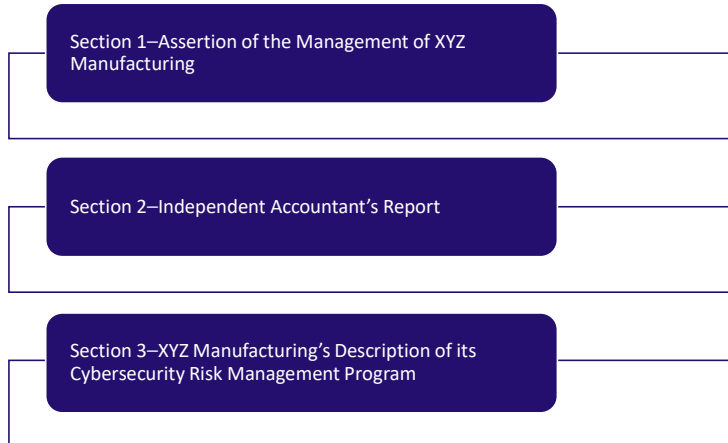 Section 1–Assertion of the Management of XYZ
Manufacturing
Section 2–Independent Accountant’s Report
Section 3–XYZ Manufacturing’s Description of its
Cybersecurity Risk Management Program